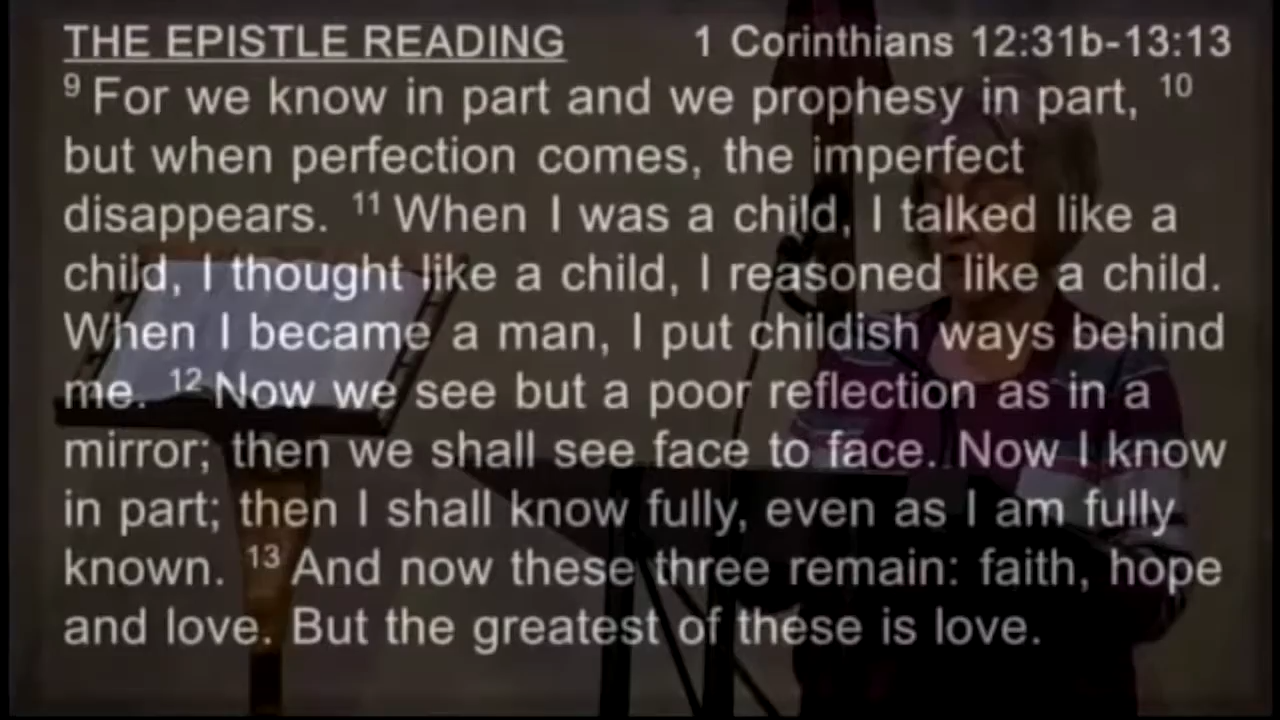 THE EPISTLE READING 1 Corinthians 12:31b-13:13
9 For we know in part and we prophesy in part, 10
but when perfection comes, the imperfect
disappears. 11 When I was a child, I talked like a
child, I thought like a child, I reasoned like a child.
When I became a man, I put childish ways behind
me. 12 Now we see but a poor reflection as in a
mirror; then we shall see face to face. Now I know
in part; then I shall know fully, even as I am fully
known. 13 And now these three remain: faith, hope
and love. But the greatest of these is love.